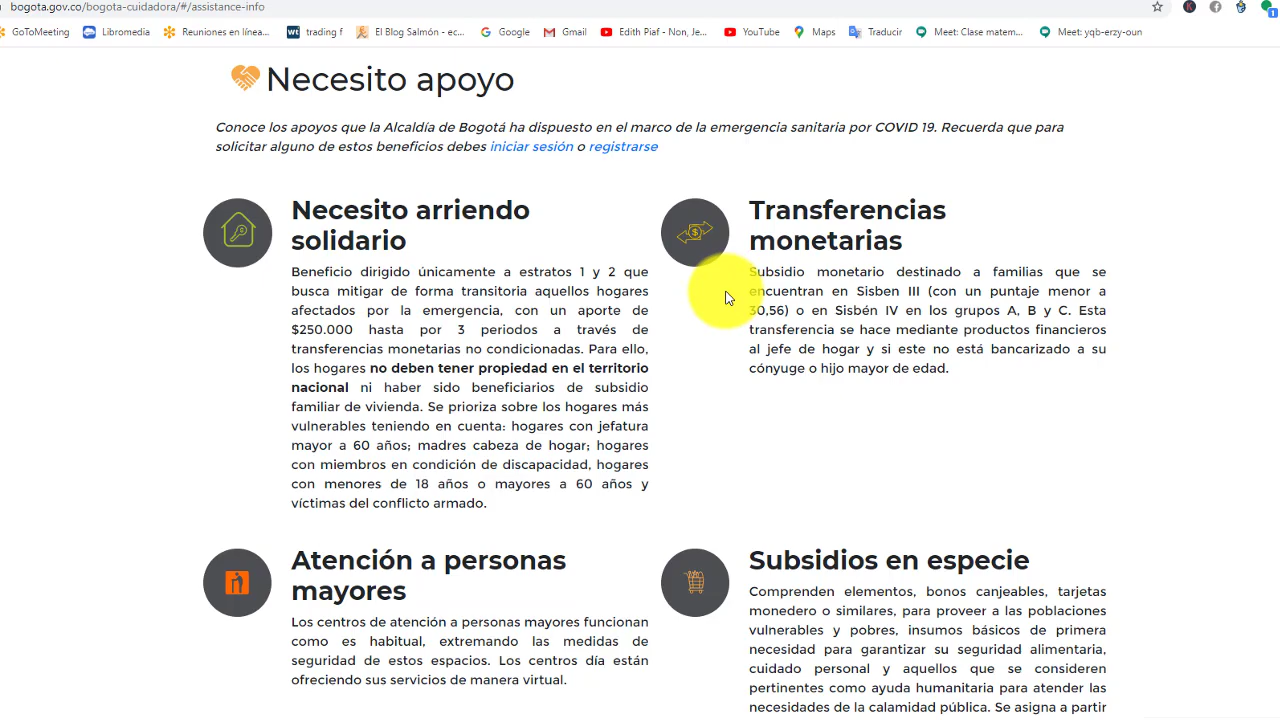 bogota.gov.co/bogota-cuidadora/#/assistance-info
GoToMeeting Libromedia Reuniones en línea... trading f El Blog Salmón - ec... Google Gmail Edith Piaf - Non, Je... YouTube Maps Traducir Meet: Clase matem... Meet: yqb-erzy-oun
Necesito apoyo
Conoce los apoyos que la Alcaldía de Bogotá ha dispuesto en el marco de la emergencia sanitaria por COVID 19. Recuerda que para
solicitar alguno de estos beneficios debes iniciar sesión o registrarse
Necesito arriendo
solidario
Beneficio dirigido únicamente a estratos 1 y 2 que
busca mitigar de forma transitoria aquellos hogares
afectados por la emergencia, con un aporte de
$250.000 hasta por 3 periodos a través de
transferencias monetarias no condicionadas. Para ello,
los hogares no deben tener propiedad en el territorio
nacional ni haber sido beneficiarios de subsidio
familiar de vivienda. Se prioriza sobre los hogares más
vulnerables teniendo en cuenta: hogares con jefatura
mayor a 60 años; madres cabeza de hogar; hogares
con miembros en condición de discapacidad, hogares
con menores de 18 años o mayores a 60 años y
víctimas del conflicto armado.
Transferencias
monetarias
Subsidio monetario destinado a familias que se
encuentran en Sisben III (con un puntaje menor a
30,56) o en Sisbén IV en los grupos A, B y C. Esta
transferencia se hace mediante productos financieros
al jefe de hogar y si este no está bancarizado a su
cónyuge o hijo mayor de edad.
Atención a personas
mayores
Los centros de atención a personas mayores funcionan
como es habitual, extremando las medidas de
seguridad de estos espacios. Los centros día están
ofreciendo sus servicios de manera virtual.
Subsidios en especie
Comprenden elementos, bonos canjeables, tarjetas
monedero o similares, para proveer a las poblaciones
vulnerables y pobres, insumos básicos de primera
necesidad para garantizar su seguridad alimentaria,
cuidado personal y aquellos que se consideren
pertinentes como ayuda humanitaria para atender las
necesidades de la calamidad pública. Se asigna a partir